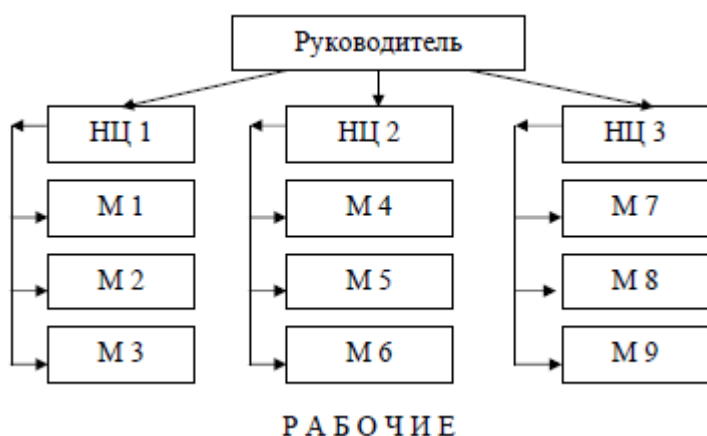 Руководитель
НЦ 1 НЦ 2 НЦ 3
М 1 М 4 М 7
М 2 М 5 М 8
М 3 М 6 М 9
Р А Б О Ч И Е